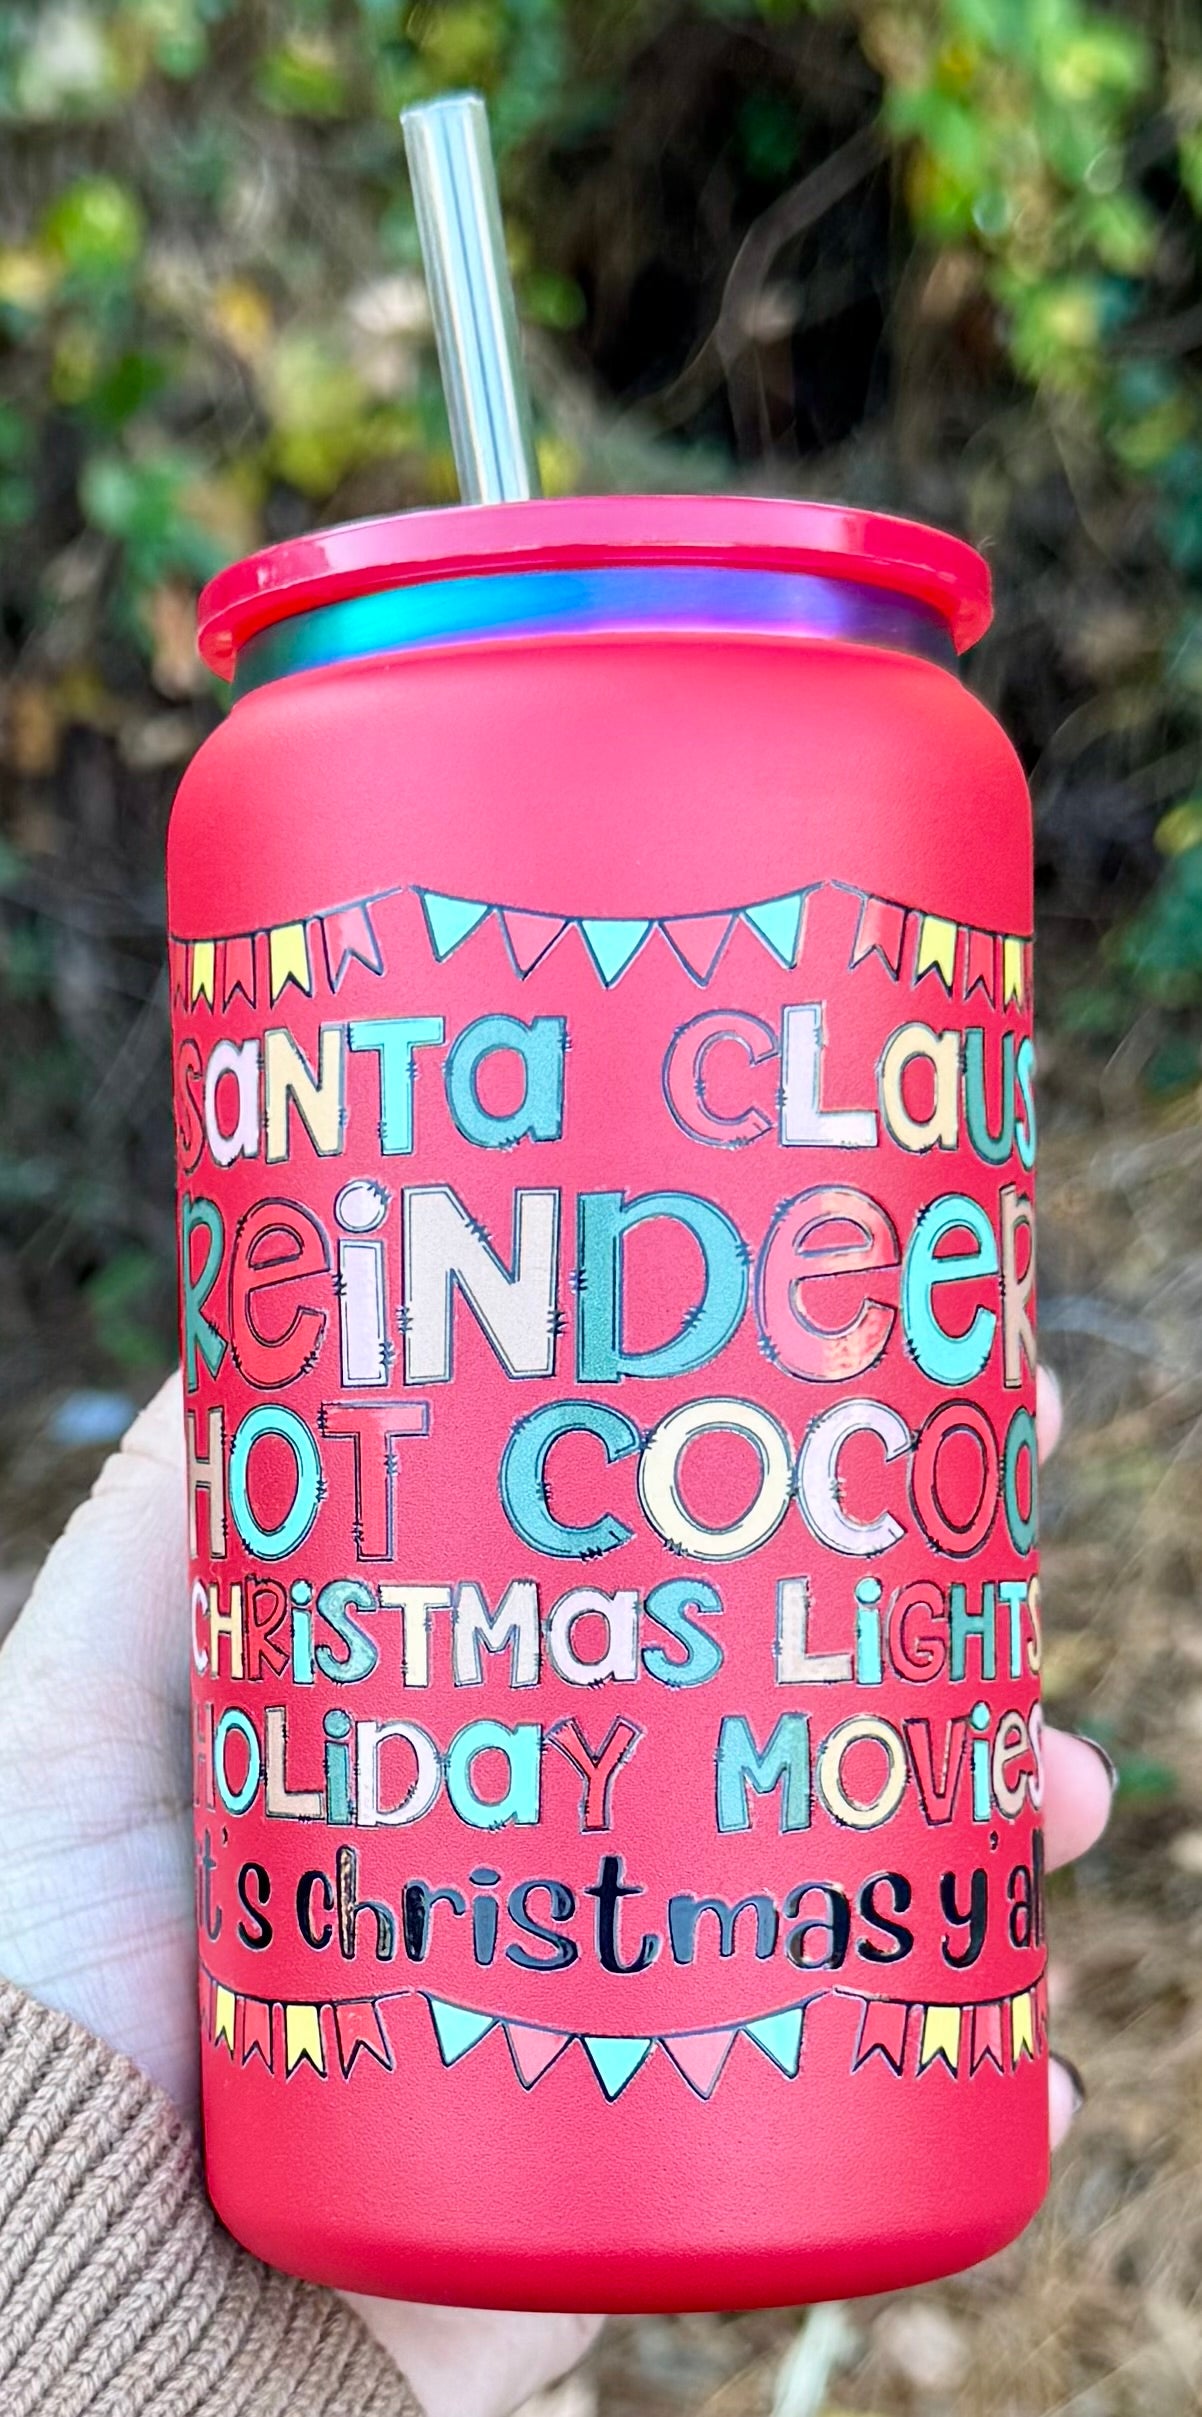 SaNTa CLaUS
ReiNDeeR
HOT COCOa
CHRiSTMaS LiGHTS
HOLiDaY MOVieS
it's christmas y'all